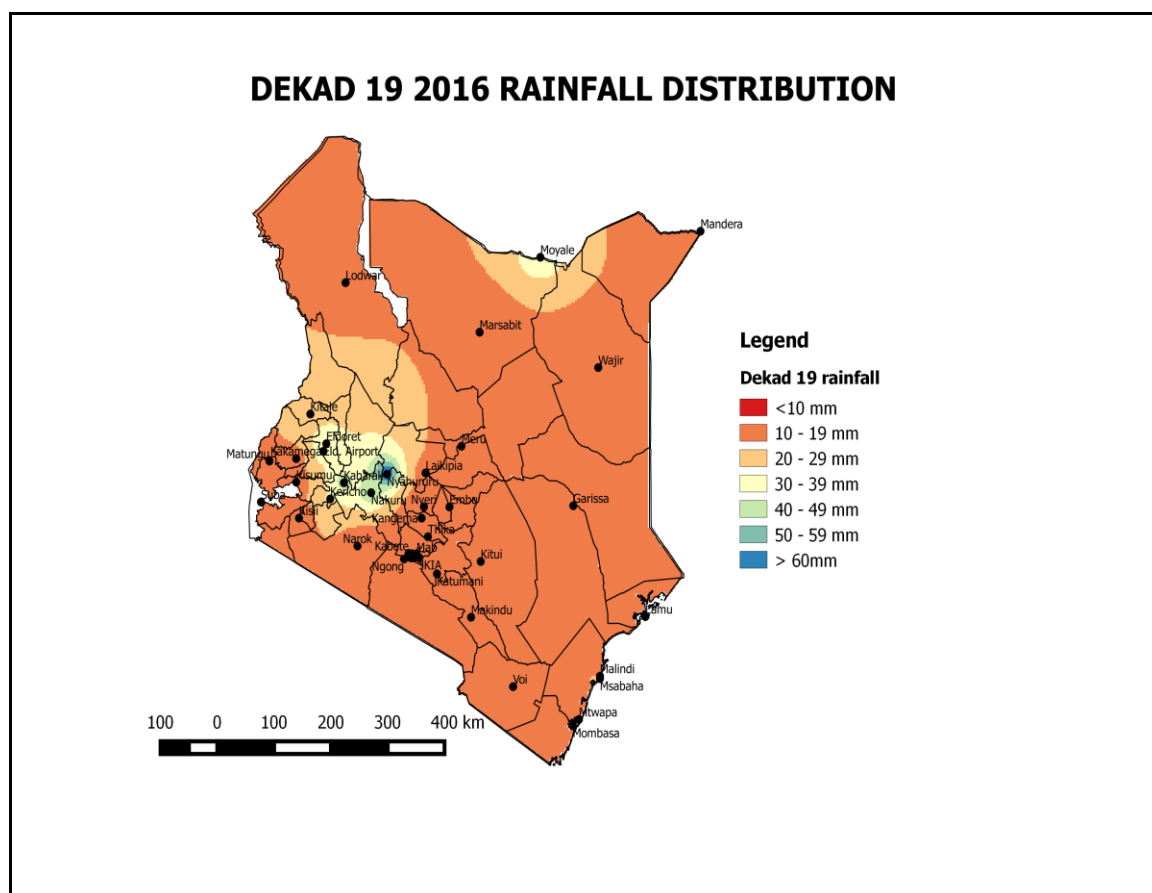 DEKAD 19 2016 RAINFALL DISTRIBUTION
Mandera
Moyale
Lodwar
Marsabit
Wajir
Kitale
Eldoret
Meru
Kakamega
Eld. Airport
Matungu
Laikipia
Kisumu
Kabarak
Nyahururu
Suba
Kericho
Nakuru
Nyeri
Embu
Garissa
Kisii
Kangema
Thika
Narok
Kabete
Mab
Kitui
Ngong
JKIA
Katumani
Makindu
Lamu
Malindi
Voi
Msabaha
Mtwapa
Mombasa
Legend
Dekad 19 rainfall
<10 mm
10 - 19 mm
20 - 29 mm
30 - 39 mm
40 - 49 mm
50 - 59 mm
> 60mm
100 0 100 200 300 400 km